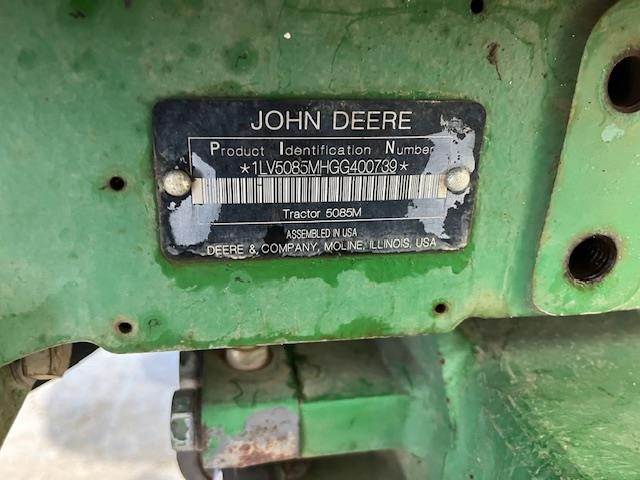 JOHN DEERE
Product Identification Number
*1LV5085MHGG400739*
Tractor 5085M
ASSEMBLED IN USA
DEERE & COMPANY, MOLINE, ILLINOIS, USA